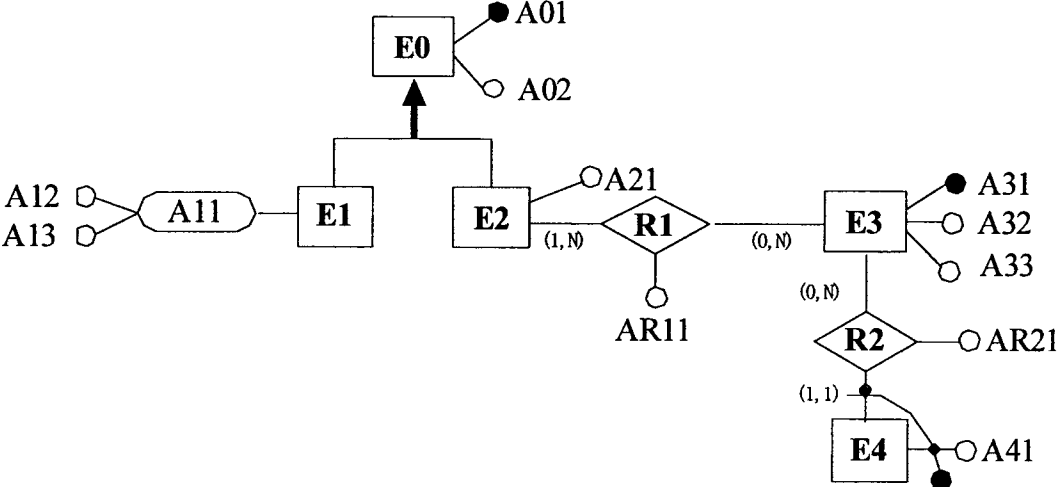 A01
E0
A02
A12
A11
E1
A13
A21
E2
(1,N)
R1
(0,N)
E3
A31
A32
A33
AR11
(0,N)
R2
AR21
(1,1)
E4
A41